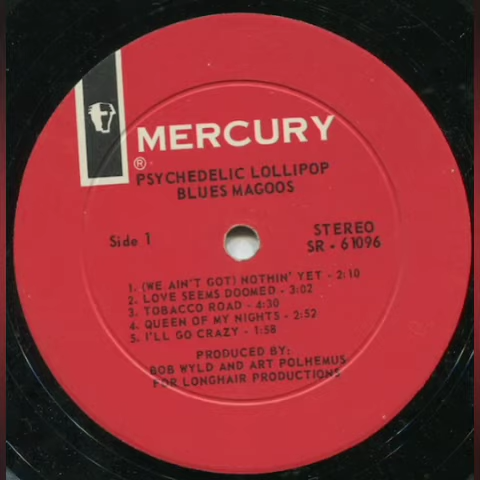 MERCURY
®
PSYCHEDELIC LOLLIPOP
BLUES MAGOOS
Side 1
STEREO
SR - 61096
1. (WE AIN'T GOT) NOTHIN' YET - 2:10
2. LOVE SEEMS DOOMED - 3:02
3. TOBACCO ROAD - 4:30
4. QUEEN OF MY NIGHTS - 2:52
5. I'LL GO CRAZY - 1:58
PRODUCED BY:
BOB WYLD AND ART POLHEMUS
FOR LONGHAIR PRODUCTIONS